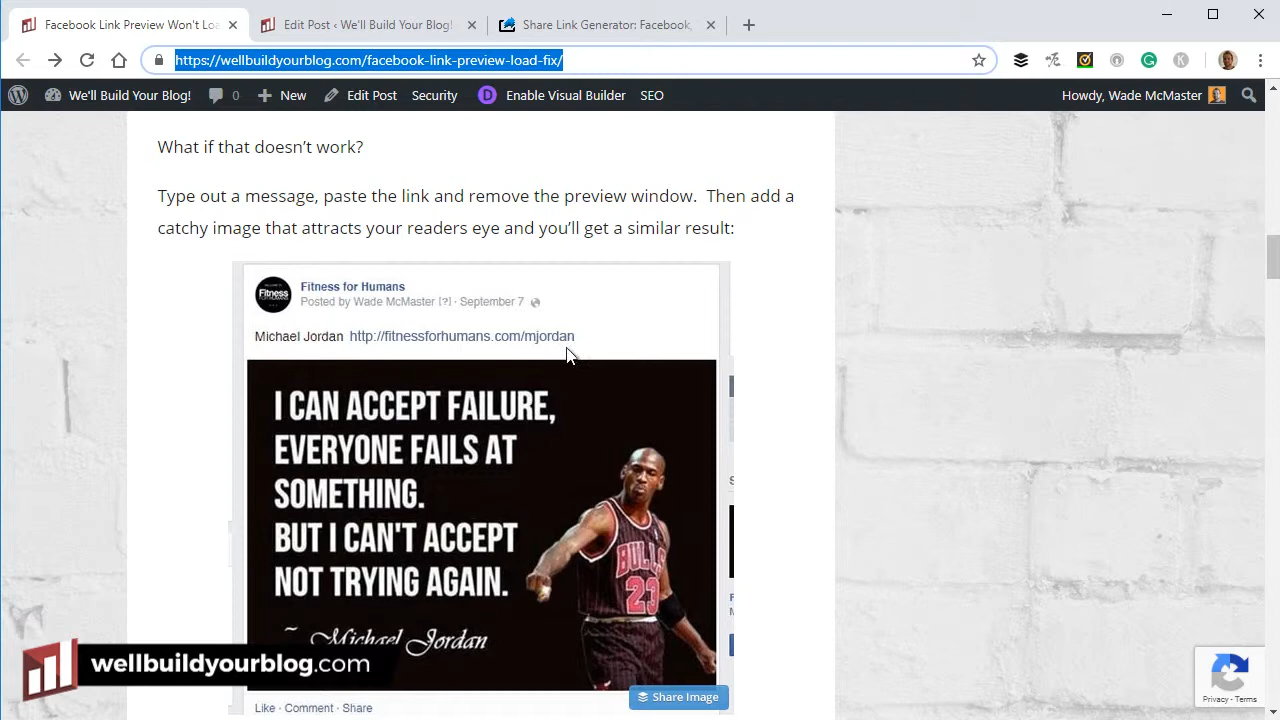 Facebook Link Preview Won't Loa
Edit Post ‹ We'll Build Your Blog!
Share Link Generator: Facebook,
https://wellbuildyourblog.com/facebook-link-preview-load-fix/
We'll Build Your Blog! 0 New Edit Post Security Enable Visual Builder SEO Howdy, Wade McMaster
What if that doesn't work?
Type out a message, paste the link and remove the preview window. Then add a
catchy image that attracts your readers eye and you'll get a similar result:
Fitness for Humans
Posted by Wade McMaster [?] · September 7
Fitness
Michael Jordan http://fitnessforhumans.com/mjordan
I CAN ACCEPT FAILURE,
EVERYONE FAILS AT
SOMETHING.
BUT I CAN'T ACCEPT
NOT TRYING AGAIN.
~ Michael Jordan
BULLS
23
wellbuildyourblog.com
Share Image
Like · Comment · Share
Privacy - Terms